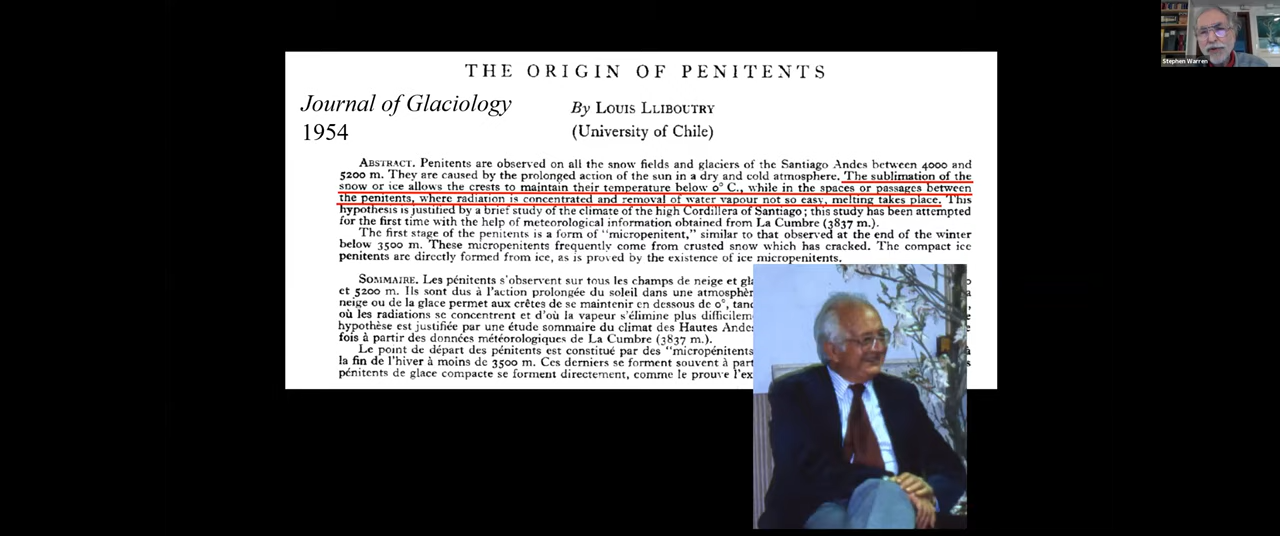 Stephen Warren
THE ORIGIN OF PENITENTS
Journal of Glaciology
1954
By LOUIS LLIBOUTRY
(University of Chile)
ABSTRACT. Penitents are observed on all the snow fields and glaciers of the Santiago Andes between 4000 and
5200 m. They are caused by the prolonged action of the sun in a dry and cold atmosphere. The sublimation of the
snow or ice allows the crests to maintain their temperature below 0° C., while in the spaces or passages between
the penitents, where radiation is concentrated and removal of water vapour not so easy, melting takes place. This
hypothesis is justified by a brief study of the climate of the high Cordillera of Santiago; this study has been attempted
for the first time with the help of meteorological information obtained from La Cumbre (3837 m.).
The first stage of the penitents is a form of “micropenitent,” similar to that observed at the end of the winter
below 3500 m. These micropenitents frequently come from crusted snow which has cracked. The compact ice
penitents are directly formed from ice, as is proved by the existence of ice micropenitents.
SOMMAIRE. Les pénitents s’observent sur tous les champs de neige et gla
et 5200 m. Ils sont dus à l’action prolongée du soleil dans une atmosphèr
neige ou de la glace permet aux crêtes de se maintenir en dessous de 0°, tand
où les radiations se concentrent et d’où la vapeur s’élimine plus difficilem
hypothèse est justifiée par une étude sommaire du climat des Hautes Ande
fois à partir des données météorologiques de La Cumbre (3837 m.).
Le point de départ des pénitents est constitué par des “micropénitents
la fin de l’hiver à moins de 3500 m. Ces derniers se forment souvent à part
pénitents de glace compacte se forment directement, comme le prouve l’ex